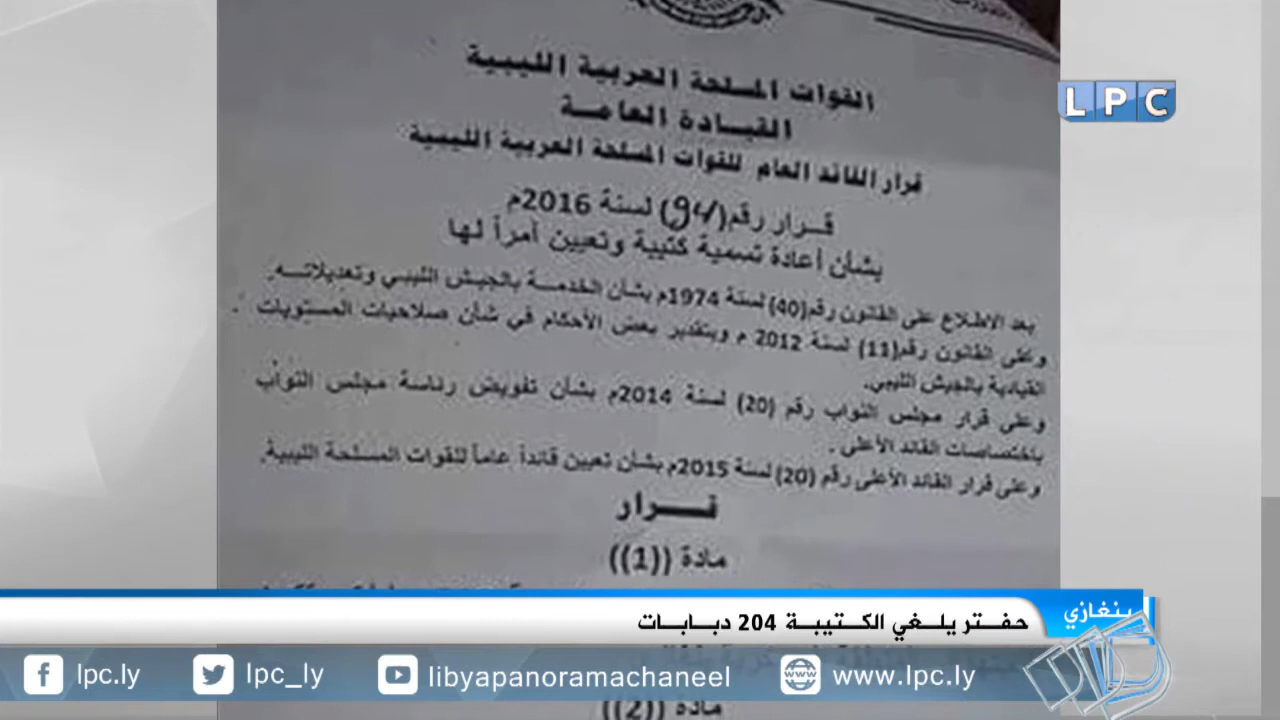 القوات المسلحة العربية الليبية
القيادة العامة
قرار القائد العام للقوات المسلحة العربية الليبية
قرار رقم (94) لسنة 2016م
بشأن أعادة تسمية كتيبة وتعيين أمرأ لها
بعد الاطلاع على القانون رقم(40) لسنة 1974م بشأن الخدمة بالجيش الليبي وتعديلاته.
وعلى القانون رقم(11) لسنة 2012 م وبتقدير بعض الأحكام في شأن صلاحيات المستويات
القيادية بالجيش الليبي.
وعلى قرار مجلس النواب رقم (20) لسنة 2014م بشأن تفويض رئاسة مجلس النواب
باختصاصات القائد الأعلى .
وعلى قرار القائد الأعلى رقم (20) لسنة 2015م بشأن تعيين قائداً عاماً للقوات المسلحة الليبية.
قرار
مادة ((1))
مادة ((2))
LPC
بنغازي
حفتر يلغي الكتيبة 204 دبابات
lpc.ly
lpc_ly
libyapanoramachaneel
www.lpc.ly